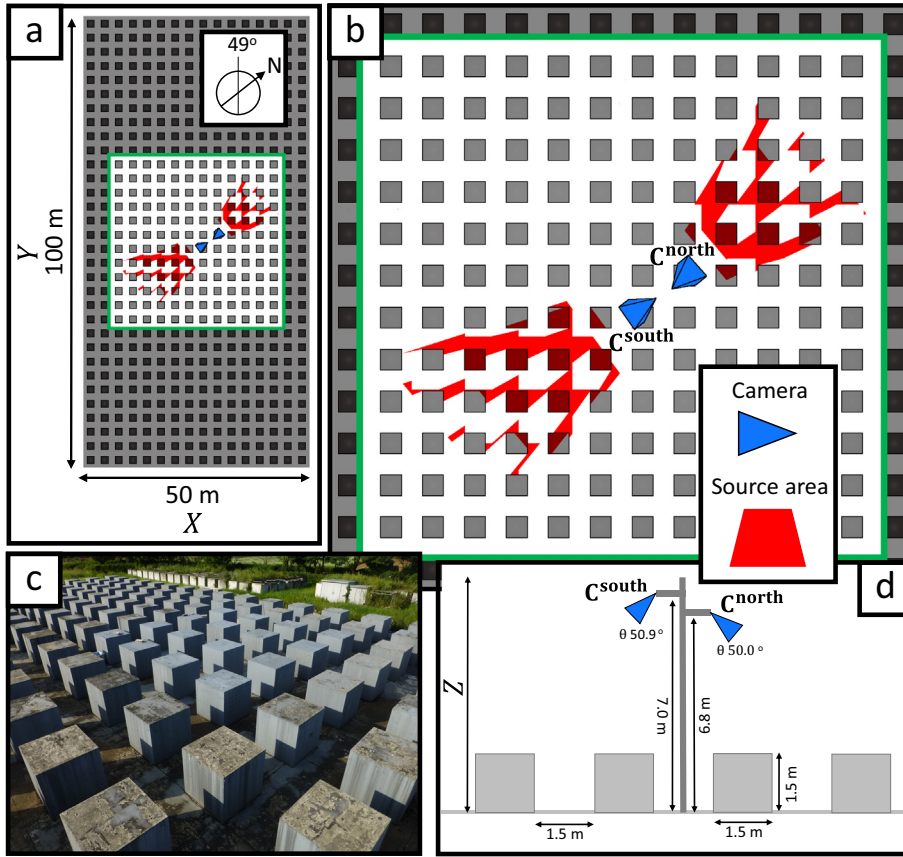 a
49°
N
Y
100 m
50 m
X
b
C^north
C^south
Camera
Source area
c
d
C^south
C^north
θ 50.9 °
θ 50.0 °
Z
7.0 m
6.8 m
1.5 m
1.5 m
1.5 m